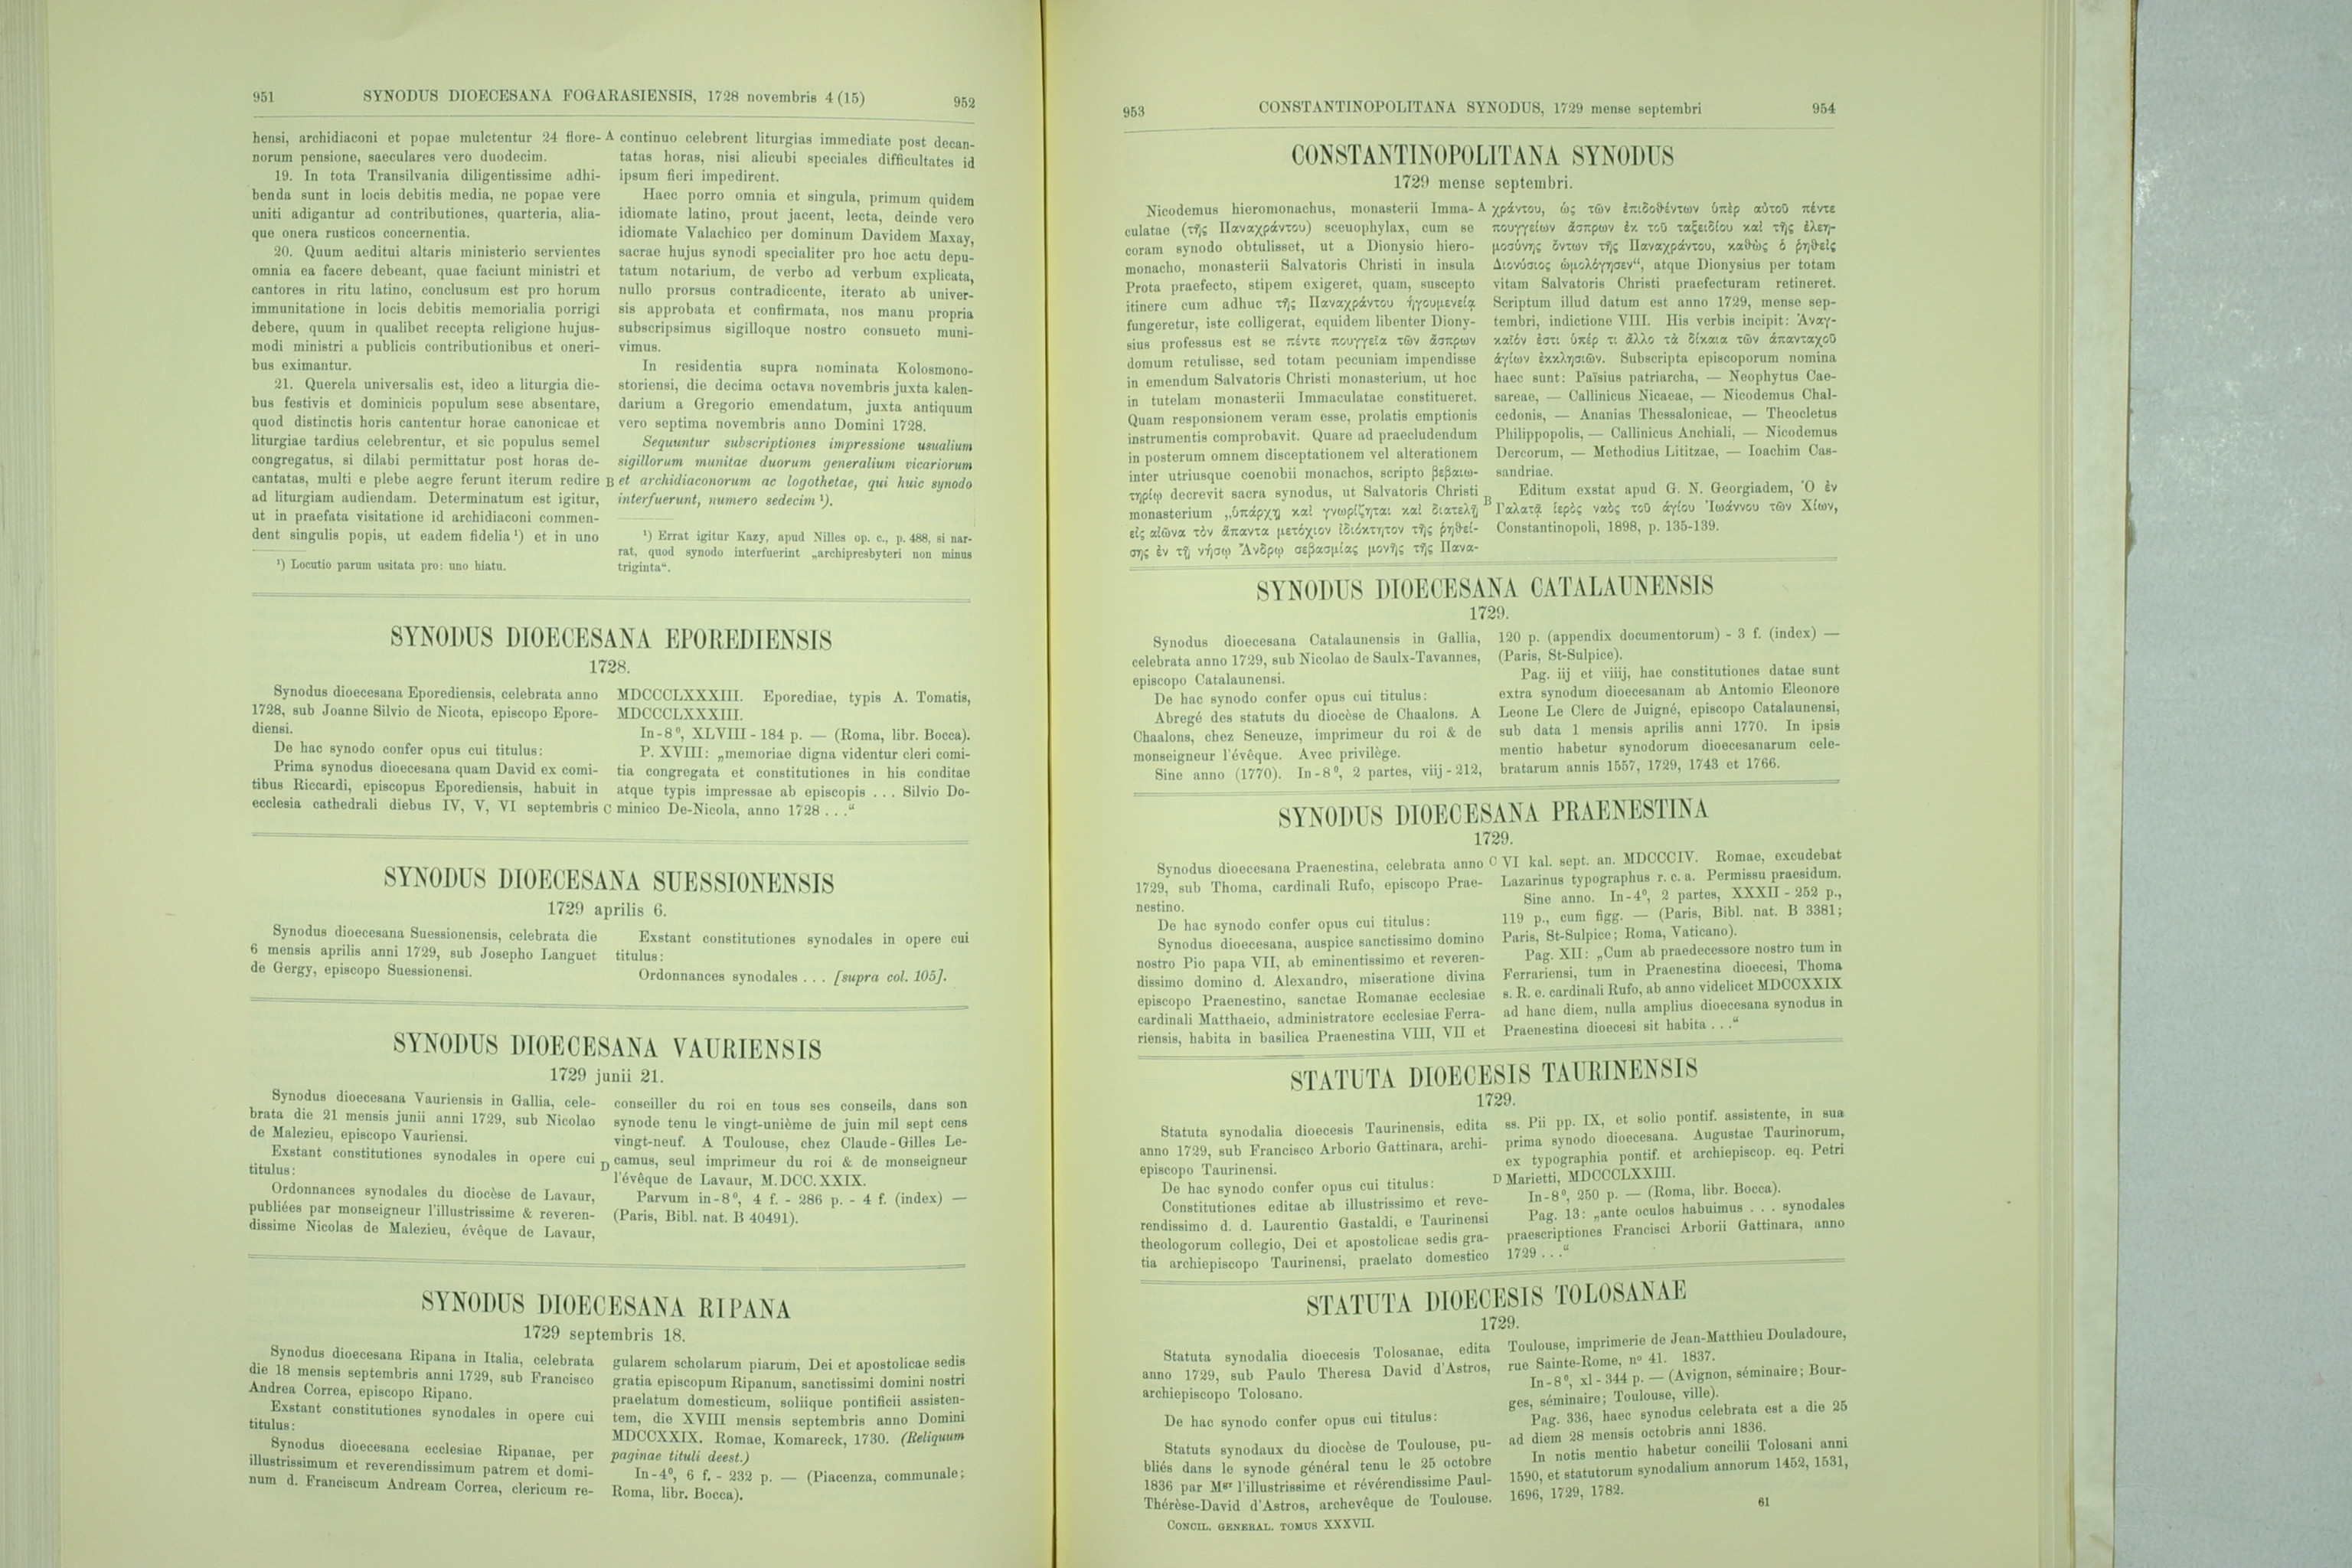 951 SYNODUS DIOECESANA FOGARASIENSIS, 1728 novembris 4 (15) 952
hensi, archidiaconi et popae mulctentur 24 flore-
norum pensione, saeculares vero duodecim.
19. In tota Transilvania diligentissime adhi-
benda sunt in locis debitis media, ne popae vere
uniti adigantur ad contributiones, quarteria, alia-
que onera rusticos concernentia.
20. Quum aeditui altaris ministerio servientes
omnia ea facere debeant, quae faciunt ministri et
cantores in ritu latino, conclusum est pro horum
immunitatione in locis debitis memorialia porrigi
debere, quum in qualibet recepta religione hujus-
modi ministri a publicis contributionibus et oneri-
bus eximantur.
21. Querela universalis est, ideo a liturgia die-
bus festivis et dominicis populum sese absentare,
quod distinctis horis cantentur horae canonicae et
liturgiae tardius celebrentur, et sic populus semel
congregatus, si dilabi permittatur post horas de-
cantatas, multi e plebe aegre ferunt iterum redire
ad liturgiam audiendam. Determinatum est igitur,
ut in praefata visitatione id archidiaconi commen-
dent singulis popis, ut eadem fidelia ¹) et in uno
¹) Locutio parum usitata pro: uno hiatu.
A
B
continuo celebrent liturgias immediate post decan-
tatas horas, nisi alicubi speciales difficultates id
ipsum fieri impedirent.
Haec porro omnia et singula, primum quidem
idiomate latino, prout jacent, lecta, deinde vero
idiomate Valachico per dominum Davidem Maxay,
sacrae hujus synodi specialiter pro hoc actu depu-
tatum notarium, de verbo ad verbum explicata,
nullo prorsus contradicente, iterato ab univer-
sis approbata et confirmata, nos manu propria
subscripsimus sigilloque nostro consueto muni-
vimus.
In residentia supra nominata Kolosmono-
storiensi, die decima octava novembris juxta kalen-
darium a Gregorio emendatum, juxta antiquum
vero septima novembris anno Domini 1728.
Sequuntur subscriptiones impressione usualium
sigillorum munitae duorum generalium vicariorum
et archidiaconorum ac logothetae, qui huic synodo
interfuerunt, numero sedecim ¹).
¹) Errat igitur Kazy, apud Nilles op. c., p. 488, si nar-
rat, quod synodo interfuerint „archipresbyteri non minus
triginta“.
SYNODUS DIOECESANA EPOREDIENSIS
1728.
Synodus dioecesana Eporediensis, celebrata anno
1728, sub Joanne Silvio de Nicota, episcopo Epore-
diensi.
De hac synodo confer opus cui titulus:
Prima synodus dioecesana quam David ex comi-
tibus Riccardi, episcopus Eporediensis, habuit in
ecclesia cathedrali diebus IV, V, VI septembris
C
MDCCCLXXXIII. Eporediae, typis A. Tomatis,
MDCCCLXXXIII.
In-8⁰, XLVIII - 184 p. — (Roma, libr. Bocca).
P. XVIII: „memoriae digna videntur cleri comi-
tia congregata et constitutiones in his conditae
atque typis impressae ab episcopis . . . Silvio Do-
minico De-Nicola, anno 1728 . . .“
SYNODUS DIOECESANA SUESSIONENSIS
1729 aprilis 6.
Synodus dioecesana Suessionensis, celebrata die
6 mensis aprilis anni 1729, sub Josepho Languet
de Gergy, episcopo Suessionensi.
Exstant constitutiones synodales in opere cui
titulus:
Ordonnances synodales . . . [supra col. 105].
SYNODUS DIOECESANA VAURIENSIS
1729 junii 21.
Synodus dioecesana Vauriensis in Gallia, cele-
brata die 21 mensis junii anni 1729, sub Nicolao
de Malezieu, episcopo Vauriensi.
Exstant constitutiones synodales in opere cui
titulus:
Ordonnances synodales du diocèse de Lavaur,
publiées par monseigneur l'illustrissime & reveren-
dissime Nicolas de Malezieu, évêque de Lavaur,
D
conseiller du roi en tous ses conseils, dans son
synode tenu le vingt-unième de juin mil sept cens
vingt-neuf. A Toulouse, chez Claude-Gilles Le-
camus, seul imprimeur du roi & de monseigneur
l'évêque de Lavaur, M.DCC.XXIX.
Parvum in-8⁰, 4 f. - 286 p. - 4 f. (index) —
(Paris, Bibl. nat. B 40491).
SYNODUS DIOECESANA RIPANA
1729 septembris 18.
Synodus dioecesana Ripana in Italia, celebrata
die 18 mensis septembris anni 1729, sub Francisco
Andrea Correa, episcopo Ripano.
Exstant constitutiones synodales in opere cui
titulus:
Synodus dioecesana ecclesiae Ripanae, per
illustrissimum et reverendissimum patrem et domi-
num d. Franciscum Andream Correa, clericum re-
gularem scholarum piarum, Dei et apostolicae sedis
gratia episcopum Ripanum, sanctissimi domini nostri
praelatum domesticum, soliique pontificii assisten-
tem, die XVIII mensis septembris anno Domini
MDCCXXIX. Romae, Komareck, 1730. (Reliquum
paginae tituli deest.)
In-4⁰, 6 f. - 232 p. — (Piacenza, communale;
Roma, libr. Bocca).
953 CONSTANTINOPOLITANA SYNODUS, 1729 mense septembri 954
CONSTANTINOPOLITANA SYNODUS
1729 mense septembri.
Nicodemus hieromonachus, monasterii Imma-
culatae (τῆς Παναχράντου) sceuophylax, cum se
coram synodo obtulisset, ut a Dionysio hiero-
monacho, monasterii Salvatoris Christi in insula
Prota praefecto, stipem exigeret, quam, suscepto
itinere cum adhuc τῆς Παναχράντου ἡγουμενείᾳ
fungeretur, iste colligerat, equidem libenter Diony-
sius professus est se πέντε πουγγεῖα τῶν ἄσπρων
domum retulisse, sed totam pecuniam impendisse
in emendum Salvatoris Christi monasterium, ut hoc
in tutelam monasterii Immaculatae constitueret.
Quam responsionem veram esse, prolatis emptionis
instrumentis comprobavit. Quare ad praecludendum
in posterum omnem disceptationem vel alterationem
inter utriusque coenobii monachos, scripto βεβαιω-
τηρίῳ decrevit sacra synodus, ut Salvatoris Christi
monasterium „ὑπάρχῃ καὶ γνωρίζηται καὶ διατελῇ
εἰς αἰῶνα τὸν ἅπαντα μετόχιον ἰδιόκτητον τῆς ῥηθεί-
σης ἐν τῇ νήσῳ Ἄνδρῳ σεβασμίας μονῆς τῆς Πανα-
A
B
χράντου, ὡς τῶν ἐπιδοθέντων ὑπὲρ αὐτοῦ πέντε
πουγγείων ἄσπρων ἐκ τοῦ ταξειδίου καὶ τῆς ἐλεη-
μοσύνης ὄντων τῆς Παναχράντου, καθὼς ὁ ῥηθεὶς
Διονύσιος ὡμολόγησεν“, atque Dionysius per totam
vitam Salvatoris Christi praefecturam retineret.
Scriptum illud datum est anno 1729, mense sep-
tembri, indictione VIII. His verbis incipit: Ἀναγ-
καῖόν ἐστι ὑπέρ τι ἄλλο τὰ δίκαια τῶν ἁπανταχοῦ
ἁγίων ἐκκλησιῶν. Subscripta episcoporum nomina
haec sunt: Païsius patriarcha, — Neophytus Cae-
sareae, — Callinicus Nicaeae, — Nicodemus Chal-
cedonis, — Ananias Thessalonicae, — Theocletus
Philippopolis, — Callinicus Anchiali, — Nicodemus
Dercorum, — Methodius Lititzae, — Ioachim Cas-
sandriae.
Editum exstat apud G. N. Georgiadem, Ὁ ἐν
Γαλατᾷ ἱερὸς ναὸς τοῦ ἁγίου Ἰωάννου τῶν Χίων,
Constantinopoli, 1898, p. 135-139.
SYNODUS DIOECESANA CATALAUNENSIS
1729.
Synodus dioecesana Catalaunensis in Gallia,
celebrata anno 1729, sub Nicolao de Saulx-Tavannes,
episcopo Catalaunensi.
De hac synodo confer opus cui titulus:
Abregé des statuts du diocèse de Chaalons. A
Chaalons, chez Seneuze, imprimeur du roi & de
monseigneur l'évêque. Avec privilège.
Sine anno (1770). In-8⁰, 2 partes, viij-212,
120 p. (appendix documentorum) - 3 f. (index) —
(Paris, St-Sulpice).
Pag. iij et viiij, hae constitutiones datae sunt
extra synodum dioecesanam ab Antomio Eleonore
Leone Le Clerc de Juigné, episcopo Catalaunensi,
sub data 1 mensis aprilis anni 1770. In ipsis
mentio habetur synodorum dioecesanarum cele-
bratarum annis 1557, 1729, 1743 et 1766.
SYNODUS DIOECESANA PRAENESTINA
1729.
Synodus dioecesana Praenestina, celebrata anno
1729, sub Thoma, cardinali Rufo, episcopo Prae-
nestino.
De hac synodo confer opus cui titulus:
Synodus dioecesana, auspice sanctissimo domino
nostro Pio papa VII, ab eminentissimo et reveren-
dissimo domino d. Alexandro, miseratione divina
episcopo Praenestino, sanctae Romanae ecclesiae
cardinali Matthaeio, administratore ecclesiae Ferra-
riensis, habita in basilica Praenestina VIII, VII et
C
VI kal. sept. an. MDCCCIV. Romae, excudebat
Lazarinus typographus r. c. a. Permissu praesidum.
Sine anno. In-4⁰, 2 partes, XXXII - 252 p.,
119 p., cum figg. — (Paris, Bibl. nat. B 3381;
Paris, St-Sulpice; Roma, Vaticano).
Pag. XII: „Cum ab praedecessore nostro tum in
Ferrariensi, tum in Praenestina dioecesi, Thoma
s. R. e. cardinali Rufo, ab anno videlicet MDCCXXIX
ad hanc diem, nulla amplius dioecesana synodus in
Praenestina dioecesi sit habita . . .“
STATUTA DIOECESIS TAURINENSIS
1729.
Statuta synodalia dioecesis Taurinensis, edita
anno 1729, sub Francisco Arborio Gattinara, archi-
episcopo Taurinensi.
De hac synodo confer opus cui titulus:
Constitutiones editae ab illustrissimo et reve-
rendissimo d. d. Laurentio Gastaldi, e Taurinensi
theologorum collegio, Dei et apostolicae sedis gra-
tia archiepiscopo Taurinensi, praelato domestico
D
ss. Pii pp. IX, et solio pontif. assistente, in sua
prima synodo dioecesana. Augustae Taurinorum,
ex typographia pontif. et archiepiscop. eq. Petri
Marietti, MDCCCLXXIII.
In-8⁰, 250 p. — (Roma, libr. Bocca).
Pag. 13: „ante oculos habuimus . . . synodales
praescriptiones Francisci Arborii Gattinara, anno
1729 . . .“
STATUTA DIOECESIS TOLOSANAE
1729.
Statuta synodalia dioecesis Tolosanae, edita
anno 1729, sub Paulo Theresa David d'Astros,
archiepiscopo Tolosano.
De hac synodo confer opus cui titulus:
Statuts synodaux du diocèse de Toulouse, pu-
bliés dans le synode général tenu le 25 octobre
1836 par Mgr l'illustrissime et révérendissime Paul-
Thérèse-David d'Astros, archevêque de Toulouse.
Toulouse, imprimerie de Jean-Matthieu Douladoure,
rue Sainte-Rome, nº 41. 1837.
In-8⁰, xl - 344 p. — (Avignon, séminaire; Bour-
ges, séminaire; Toulouse, ville).
Pag. 336, haec synodus celebrata est a die 25
ad diem 28 mensis octobris anni 1836.
In notis mentio habetur concilii Tolosani anni
1590, et statutorum synodalium annorum 1452, 1531,
1696, 1729, 1782.
CONCIL. GENERAL. TOMUS XXXVII.
61